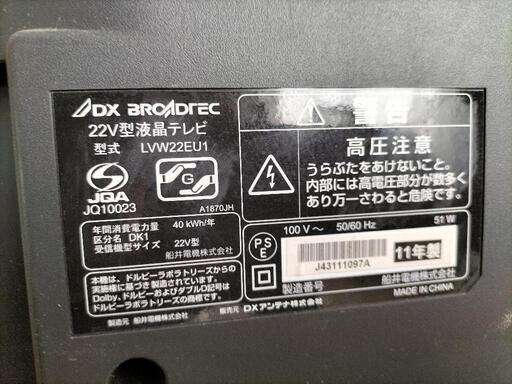 DX BROADTEC
22V型液晶テレビ
型式 LVW22EU1
S
JQA
JQ10023
G
A1870JH
年間消費電力量 40 kWh/年
区分名 DK1
受信機型サイズ 22V型
船井電機株式会社
本機は、ドルビーラボラトリーズからの
実施権に基づき製造されています。
Dolby、ドルビーおよびダブルD記号は
ドルビーラボラトリーズの商標です。
製造元 船井電機株式会社
販売元 DXアンテナ株式会社
警告
高圧注意
うらぶたをあけないこと。
内部には高電圧部分が数多く
あり万一さわると危険です。
100 V～ 50/60 Hz 51 W
PSE
J43111097A
11年製
製造番号
船井電機株式会社
MADE IN CHINA